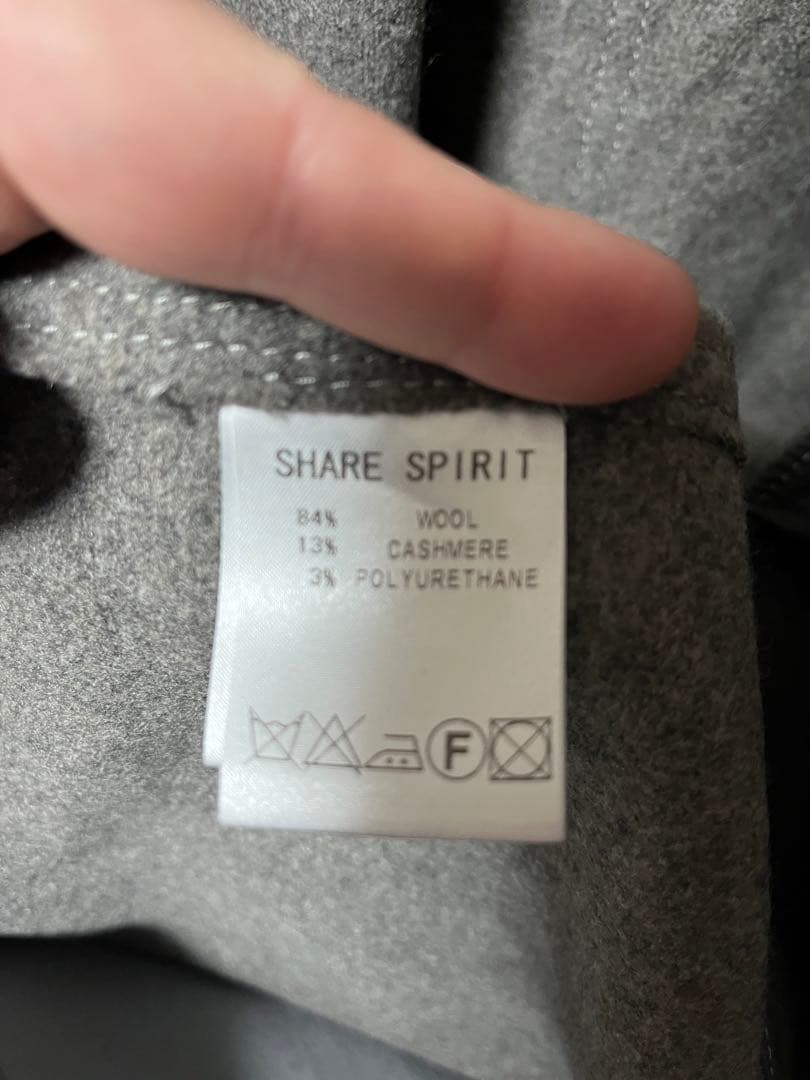 SHARE SPIRIT
84% WOOL
13% CASHMERE
3% POLYURETHANE
F